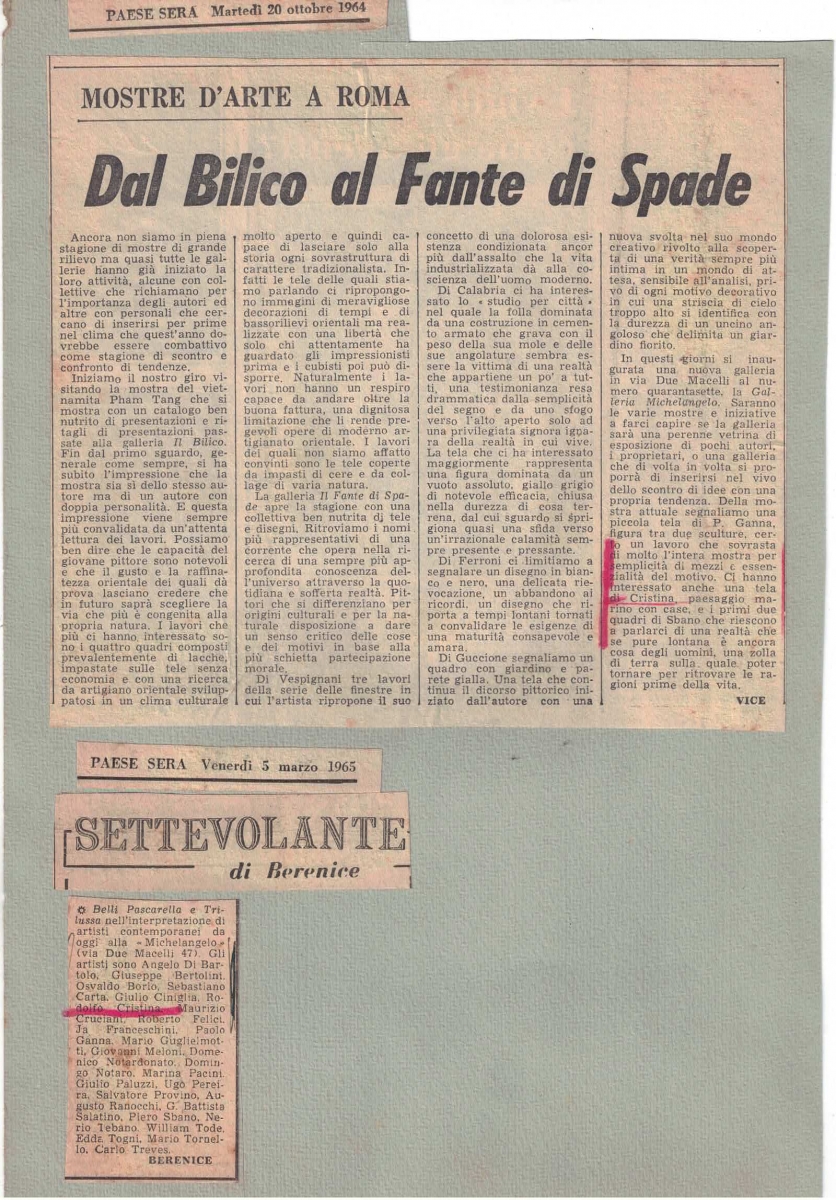 PAESE SERA Martedì 20 ottobre 1964
MOSTRE D'ARTE A ROMA
Dal Bilico al Fante di Spade
Ancora non siamo in piena
stagione di mostre di grande
rilievo ma quasi tutte le gal-
lerie hanno già iniziato la
loro attività, alcune con col-
lettive che richiamano per
l'importanza degli autori ed
altre con personali che cer-
cano di inserirsi per prime
nel clima che quest'anno do-
vrebbe essere combattivo
come stagione di scontro e
confronto di tendenze.
Iniziamo il nostro giro vi-
sitando la mostra del viet-
namita Pham Tang che si
mostra con un catalogo ben
nutrito di presentazioni e ri-
tagli di presentazioni pas-
sate alla galleria Il Bilico.
Fin dal primo sguardo, ge-
nerale come sempre, si ha
subito l'impressione che la
mostra sia sì dello stesso au-
tore ma di un autore con
doppia personalità. E questa
impressione viene sem-
più convalidata da un'attenta
lettura dei lavori. Possiamo
ben dire che le capacità del
giovane pittore sono notevoli
e che il gusto e la raffina-
tezza orientale dei quali dà
prova lasciano credere che
in futuro saprà scegliere la
via che più è congenita alla
propria natura. I lavori che
più ci hanno interessato so-
no i quattro quadri composti
prevalentemente di lacche,
impastate sulle tele senza
economia e con una ricerca
da artigiano orientale svilup-
patosi in un clima culturale
molto aperto e quindi ca-
pace di lasciare solo alla
storia ogni sovrastruttura di
carattere tradizionalista. In-
fatti le tele delle quali stia-
mo parlando ci ripropongo-
no immegini di meravigliose
decorazioni di tempi e di
bassorilievi orientali ma rea-
lizzate con una libertà che
solo chi attentamente ha
guardato gli impressionisti
prima e i cubisti poi può di-
sporre. Naturalmente i la-
vori non hanno un respiro
capace da andare oltre la
buona fattura, una dignitosa
limitazione che li rende pre-
gevoli opere di moderno ar-
tigianato orientale. I lavori
dei quali non siamo affatto
convinti sono le tele coperte
da impasti di cere e da col-
lage di varia natura.
La galleria Il Fante di Spa-
de apre la stagione con una
collettiva ben nutrita di tele
e disegni. Ritroviamo i nomi
più rappresentativi di una
corrente che opera nella ri-
cerca di una sempre più ap-
profondita conoscenza del-
l'universo attraverso la quo-
tidiana e sofferta realtà. Pit-
tori che si differenziano per
origini culturali e per la na-
turale disposizione a dare
un senso critico delle cose
e dei motivi in base alla
più schietta partecipazione
morale.
Di Vespignani tre lavori
della serie delle finestre in
cui l'artista ripropone il suo
concetto di una dolorosa esi-
stenza condizionata ancor
più dall'assalto che la vita
industrializzata dà alla co-
scienza dell'uomo moderno.
Di Calabria ci ha interes-
sato lo « studio per città »
nel quale la folla dominata
da una costruzione in cemen-
to armato che grava con il
peso della sua mole e delle
sue angolature sembra es-
sere la vittima di una realtà
che appartiene un po' a tut-
ti, una testimonianza resa
drammatica dalla semplicità
del segno e da uno sfogo
verso l'alto aperto solo ad
una privilegiata signora igna-
ra della realtà in cui vive.
La tela che ci ha interessato
maggiormente rappresenta
una figura dominata da un
vuoto assoluto, giallo grigio
di notevole efficacia, chiusa
nella durezza di cosa ter-
rena, dal cui sguardo si spri-
giona quasi una sfida verso
un'irrazionale calamità sem-
pre presente e pressante.
Di Ferroni ci limitiamo a
segnalare un disegno in bian-
co e nero, una delicata rie-
vocazione, un abbandono ai
ricordi, un disegno che ri-
porta a tempi lontani tornati
a convalidare le esigenze di
una maturità consapevole e
amara.
Di Guccione segnaliamo un
quadro con giardino e pa-
rete gialla. Una tela che con-
tinua il dicorso pittorico ini-
ziato dall'autore con una
nuova svolta nel suo mondo
creativo rivolto alla scoper-
ta di una verità sempre più
intima in un mondo di at-
tesa, sensibile all'analisi, pri-
vo di ogni motivo decorativo
in cui una striscia di cielo
troppo alto si identifica con
la durezza di un uncino an-
goloso che delimita un giar-
dino fiorito.
In questi giorni si inau-
gurata una nuova galleria
in via Due Macelli al nu-
mero quarantasette, la Gal-
leria Michelangelo. Saranno
le varie mostre e iniziative
a farci capire se la galleria
sarà una perenne vetrina di
esposizione di pochi autori,
i proprietari, o una galleria
che di volta in volta si pro-
porrà di inserirsi nel vivo
dello scontro di idee con una
propria tendenza. Della mo-
stra attuale segnaliamo una
piccola tela di P. Ganna,
figura tra due sculture, cer-
to un lavoro che sovrasta
di molto l'intera mostra per
semplicità di mezzi e essen-
zialità del motivo. Ci hanno
interessato anche una tela
di Cristina, paesaggio ma-
rino con case, e i primi due
quadri di Sbano che riescono
a parlarci di una realtà che
se pure lontana è ancora
cosa degli uomini, una zolla
di terra sulla quale poter
tornare per ritrovare le ra-
gioni prime della vita.
VICE
PAESE SERA Venerdì 5 marzo 1965
SETTEVOLANTE
di Berenice
✿ Belli Pascarella e Tri-
lussa nell'interpretazione di
artisti contemporanei da
oggi alla «Michelangelo»
(via Due Macelli 47). Gli
artisti sono Angelo Di Bar-
tolo, Giuseppe Bertolini,
Osvaldo Borio, Sebastiano
Carta, Giulio Ciniglia, Ro-
dolfo Cristina, Maurizio
Cruciani, Roberto Felici,
Ja Franceschini, Paolo
Ganna, Mario Guglielmot-
ti, Giovanni Meloni, Dome-
nico Notardonato, Domin-
go Notaro, Marina Pacini,
Giulio Paluzzi, Ugo Perei-
ra, Salvatore Provino, Au-
gusto Ranocchi, G. Battista
Salatino, Piero Sbano, Ne-
rio Tebano, William Tode,
Edda Togni, Mario Tornel-
lo, Carlo Treves.
BERENICE